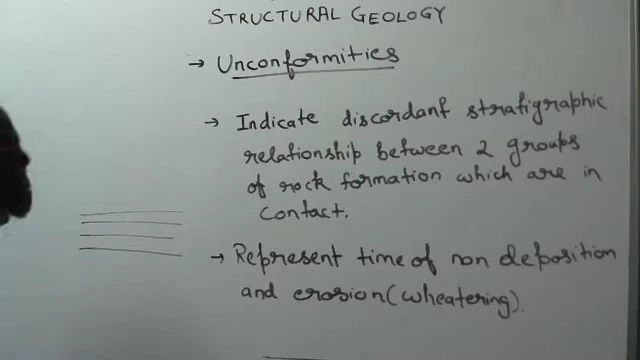 STRUCTURAL GEOLOGY
→ Unconformities
→ Indicate discordant stratigraphic
relationship between 2 groups
of rock formation which are in
contact.
→ Represent time of non deposition
and erosion (wheatering).